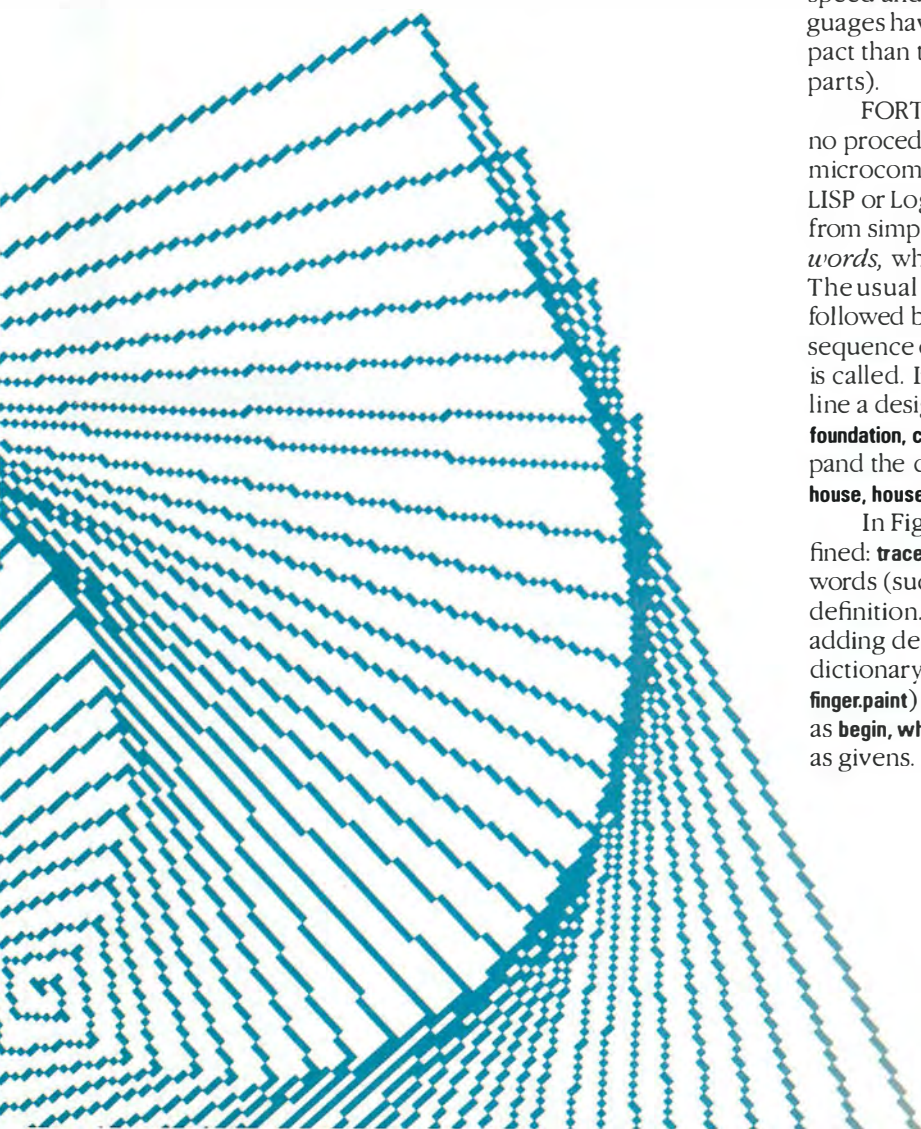 speed and
guages hav
pact than t
parts).
FORT
no proced
microcom
LISP or Log
from simp
words, wh
The usual
followed b
sequence
is called. I
line a desig
foundation, c
pand the
house, house
In Fig
fined: trace
words (suc
definition.
adding de
dictionary
finger.paint)
as begin, wh
as givens.